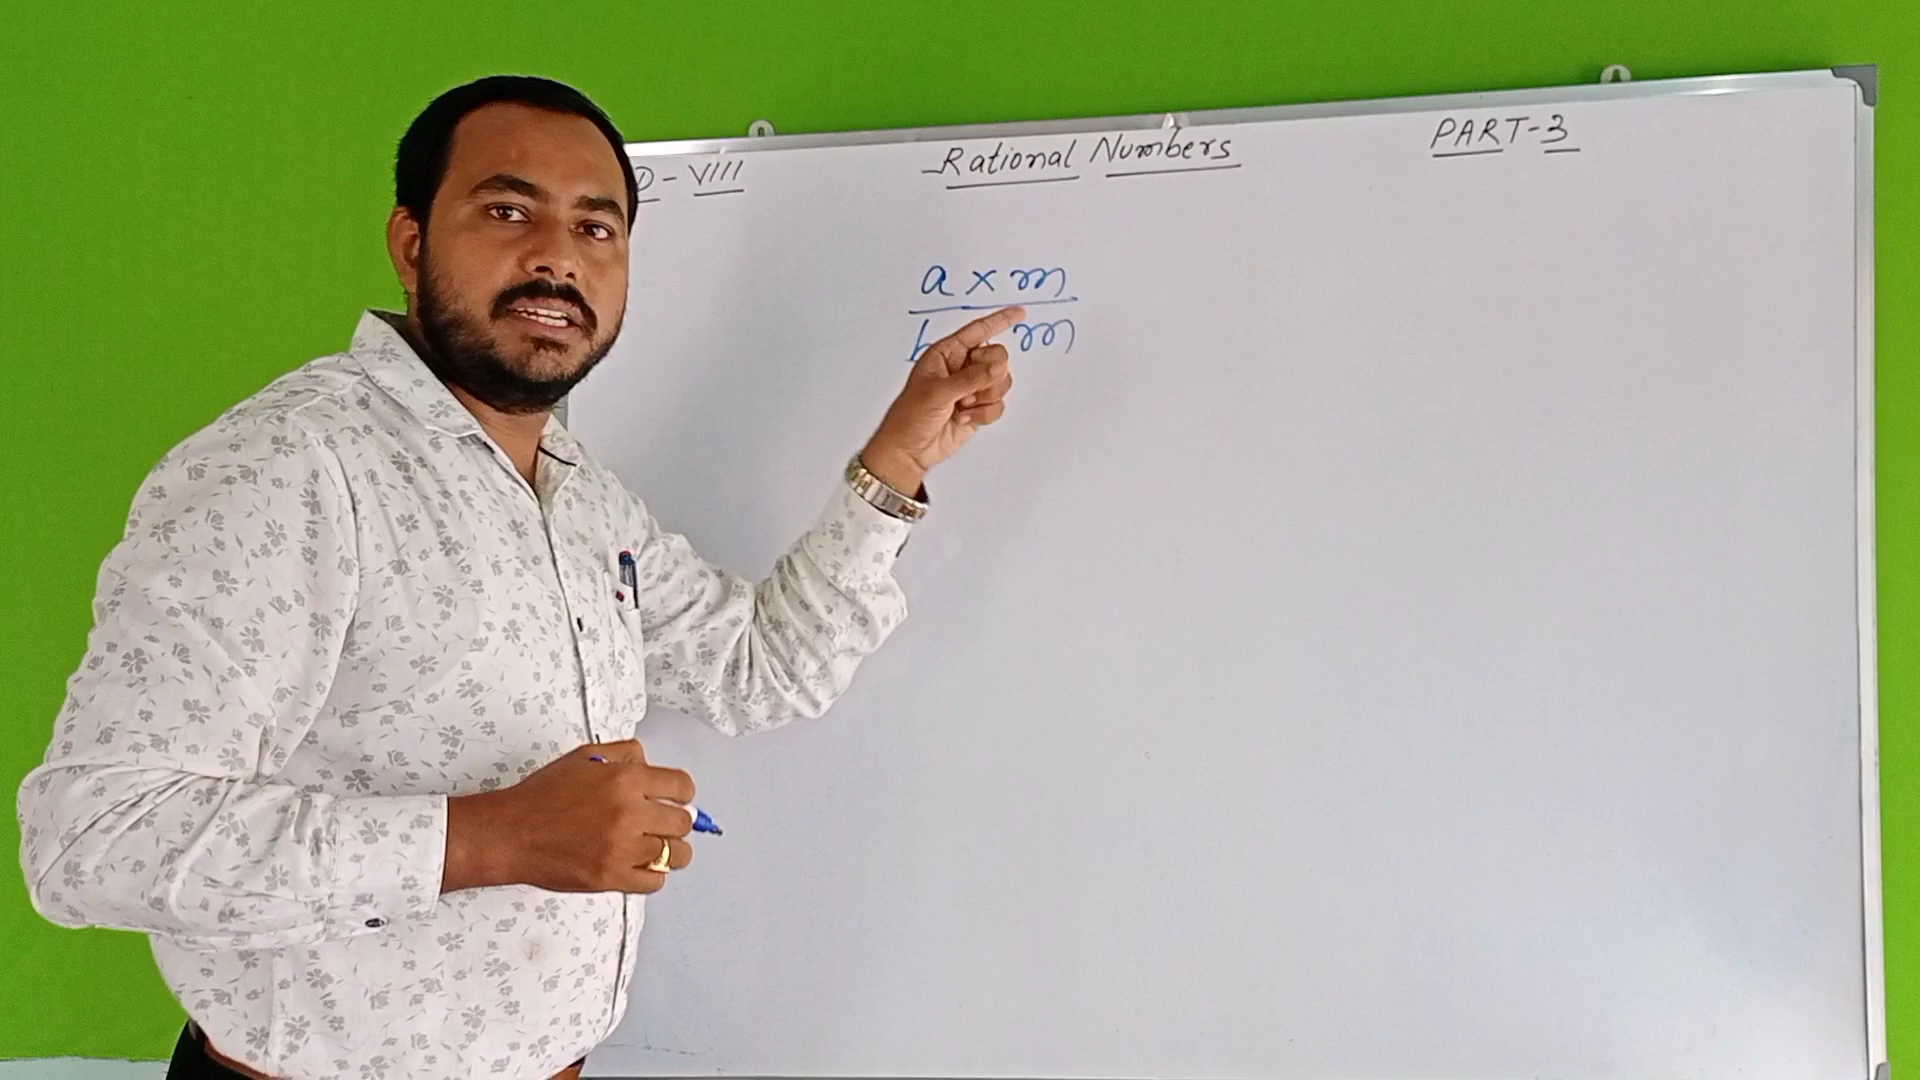 - VIII
Rational Numbers
PART-3
a x m
m